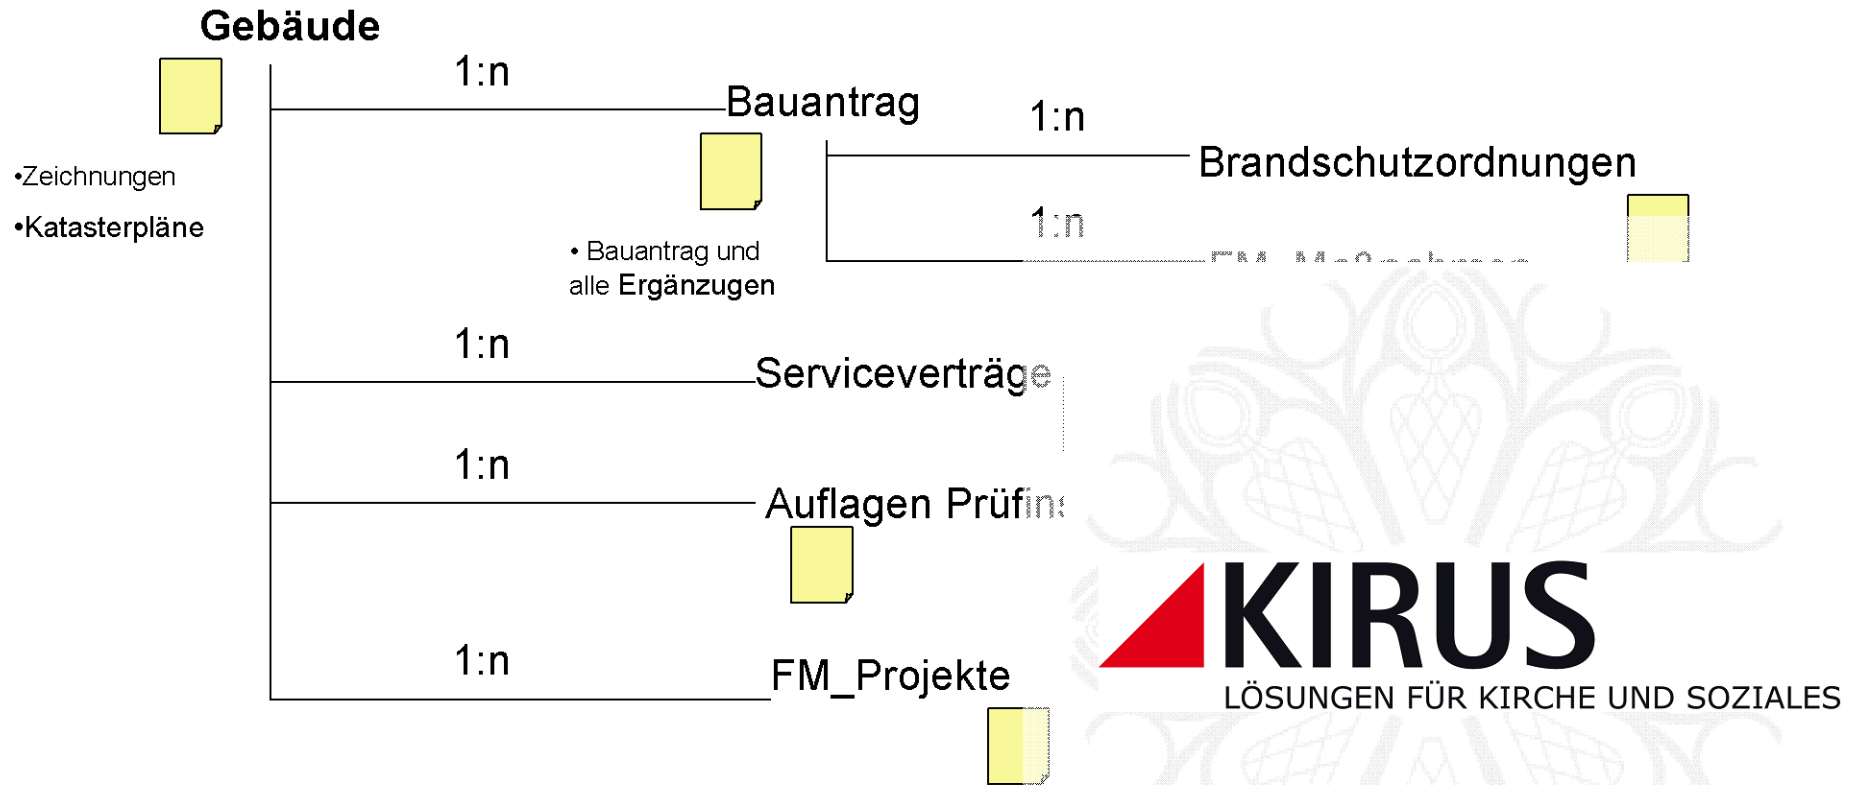 Gebäude
1:n
Bauantrag
1:n
Brandschutzordnungen
•Zeichnungen
•Katasterpläne
1:n
• Bauantrag und
alle Ergänzugen
1:n
Serviceverträge
1:n
Auflagen
1:n
FM_Projekte
KIRUS
LÖSUNGEN FÜR KIRCHE UND SOZIALES